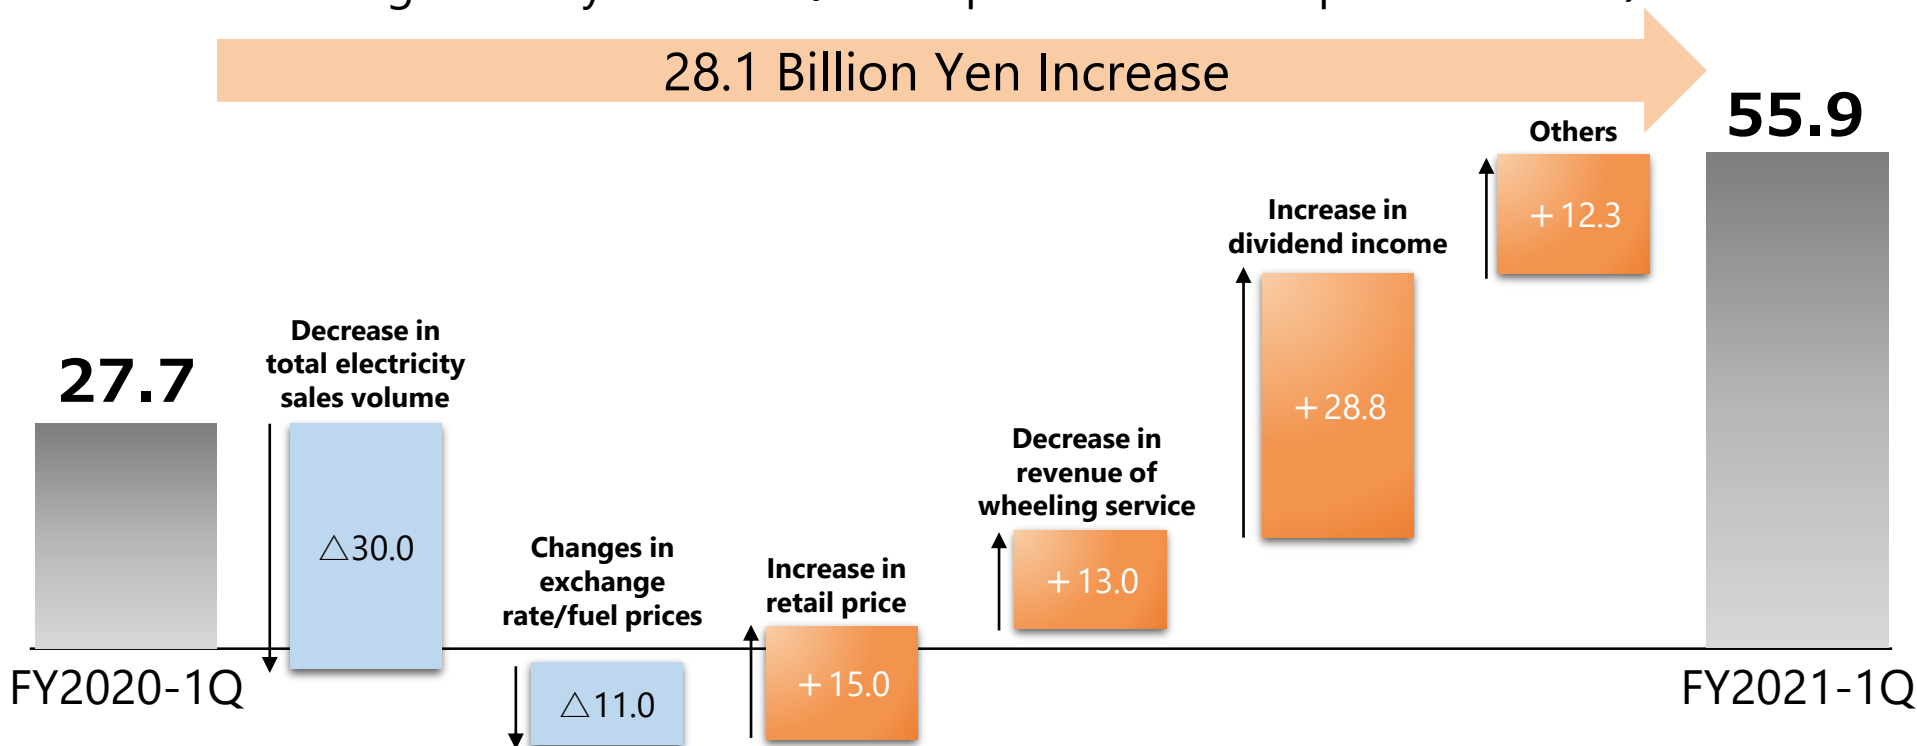 28.1 Billion Yen Increase
55.9
Others
+12.3
Increase in
dividend income
+28.8
Decrease in
total electricity
sales volume
27.7
△30.0
Decrease in
revenue of
wheeling service
+13.0
Changes in
exchange
rate/fuel prices
△11.0
Increase in
retail price
+15.0
FY2020-1Q
FY2021-1Q